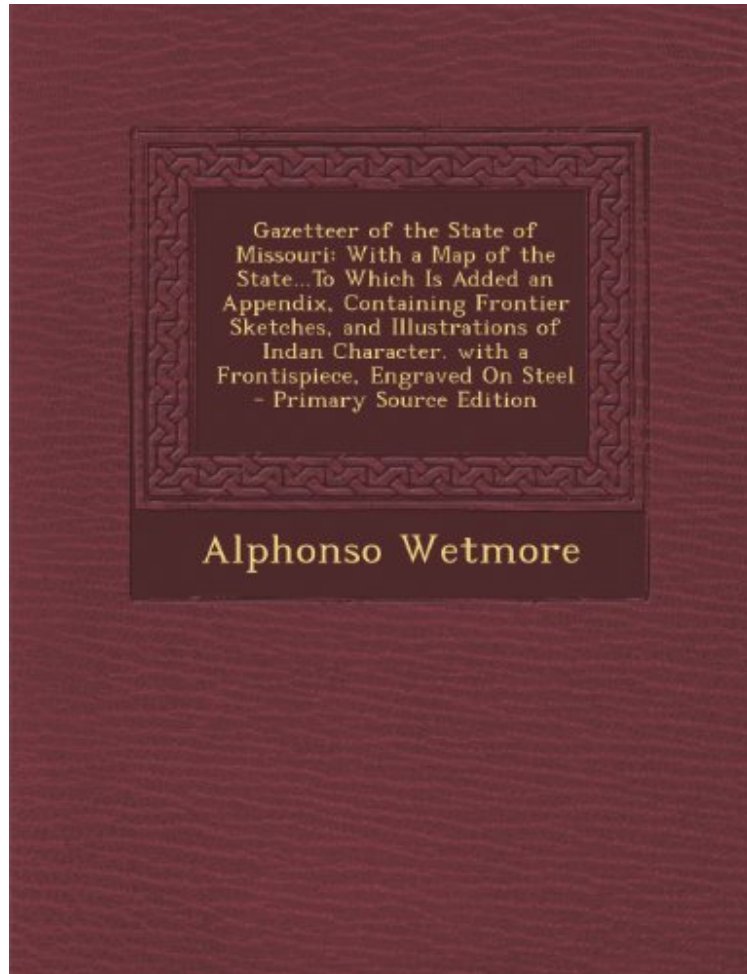 Gazetteer of the State of
Missouri: With a Map of the
State...To Which Is Added an
Appendix, Containing Frontier
Sketches, and Illustrations of
Indan Character. with a
Frontispiece, Engraved On Steel
- Primary Source Edition
Alphonso Wetmore